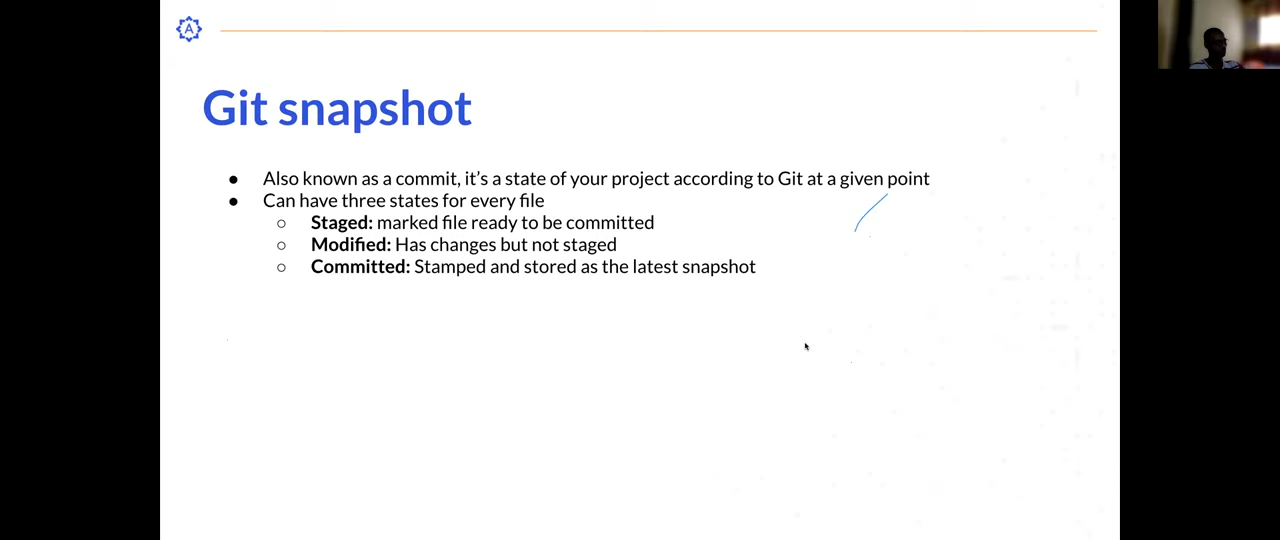 A
Git snapshot
● Also known as a commit, it’s a state of your project according to Git at a given point
● Can have three states for every file
○ Staged: marked file ready to be committed
○ Modified: Has changes but not staged
○ Committed: Stamped and stored as the latest snapshot